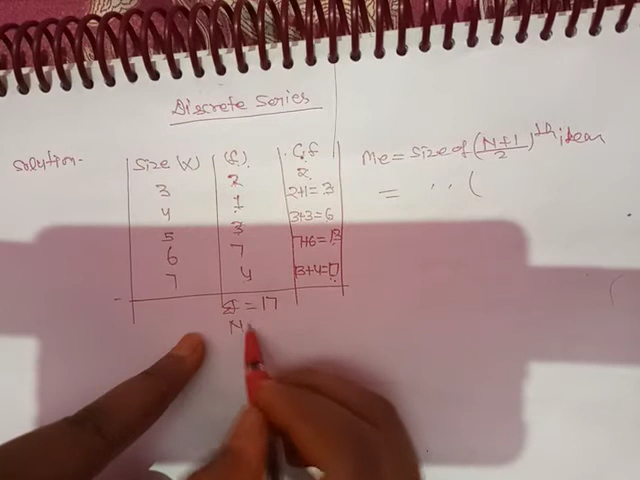 Discrete Series
Solution- Size (X) (f) C.f Me = Size of (N+1/2)th item
3 2 2
4 1 2+1=3 = ,, (
5 3 3+3=6
6 7 7+6=13
7 4 13+4=17
Σf = 17
N